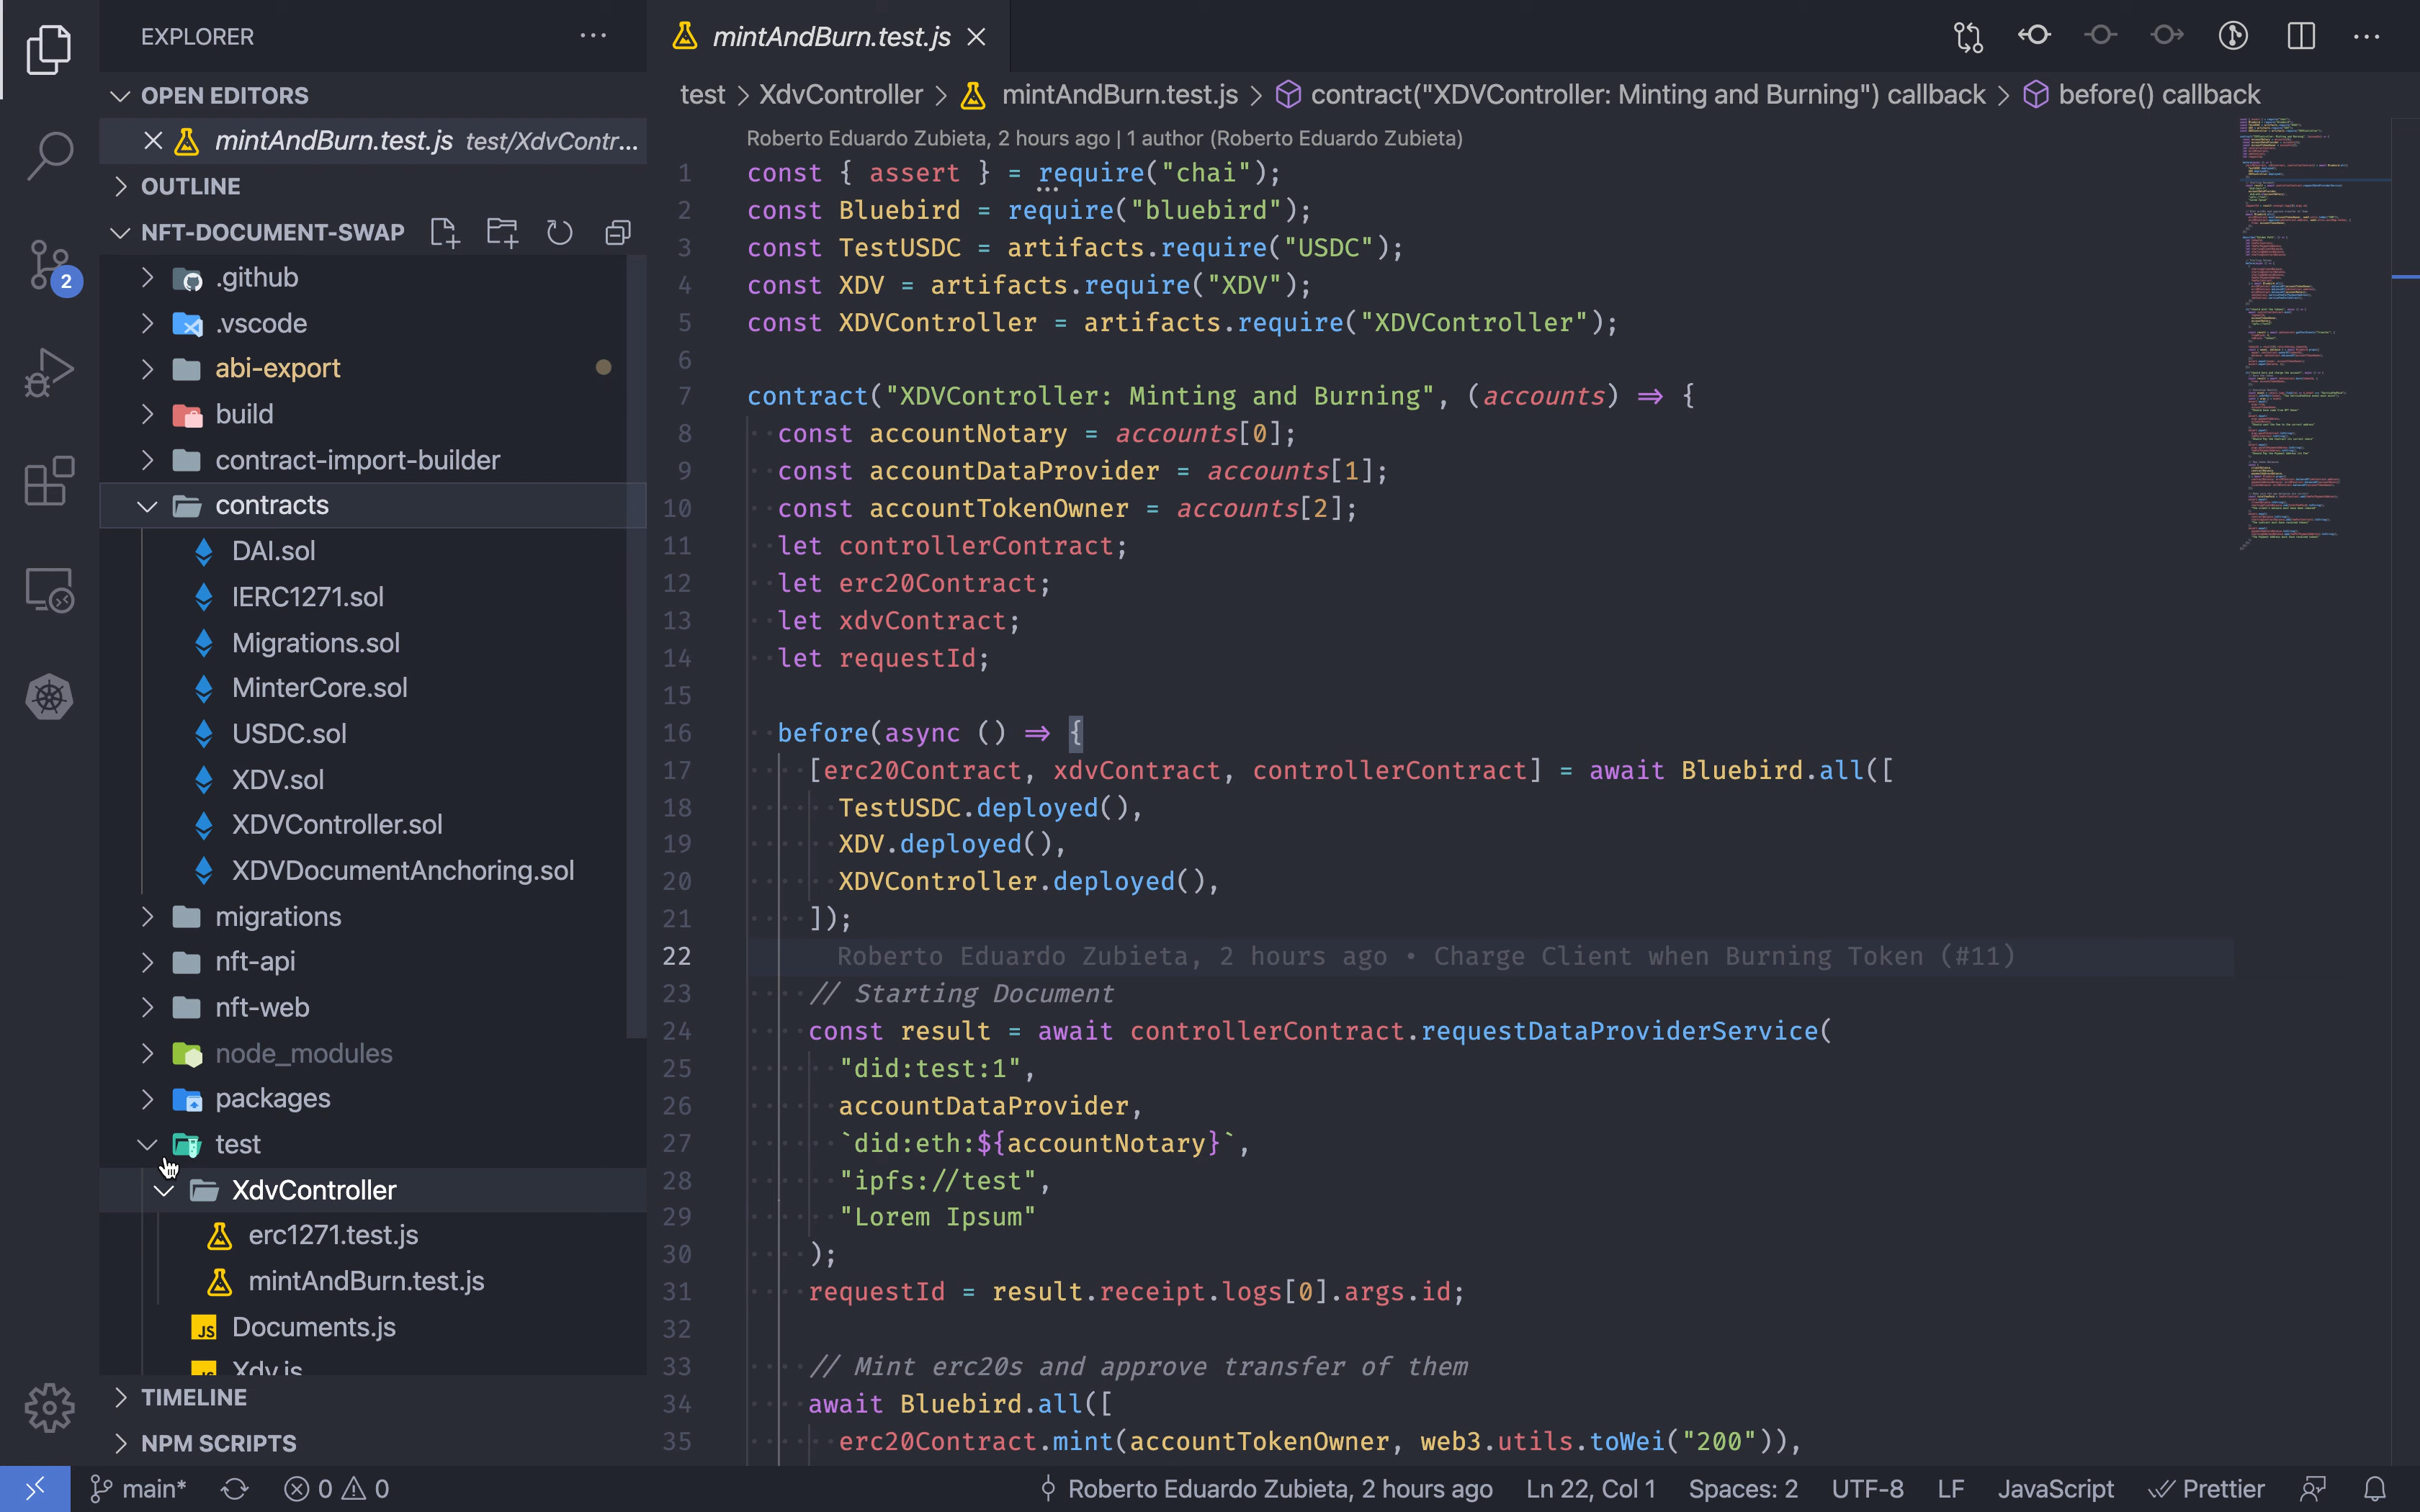 EXPLORER
OPEN EDITORS
mintAndBurn.test.js test/XdvContr...
OUTLINE
NFT-DOCUMENT-SWAP
.github
.vscode
abi-export
build
contract-import-builder
contracts
DAI.sol
IERC1271.sol
Migrations.sol
MinterCore.sol
USDC.sol
XDV.sol
XDVController.sol
XDVDocumentAnchoring.sol
migrations
nft-api
nft-web
node_modules
packages
test
XdvController
erc1271.test.js
mintAndBurn.test.js
Documents.js
Xdv.js
TIMELINE
NPM SCRIPTS
2
mintAndBurn.test.js
test > XdvController > mintAndBurn.test.js > contract("XDVController: Minting and Burning") callback > before() callback
Roberto Eduardo Zubieta, 2 hours ago | 1 author (Roberto Eduardo Zubieta)
1 const { assert } = require("chai");
2 const Bluebird = require("bluebird");
3 const TestUSDC = artifacts.require("USDC");
4 const XDV = artifacts.require("XDV");
5 const XDVController = artifacts.require("XDVController");
6
7 contract("XDVController: Minting and Burning", (accounts) => {
8 const accountNotary = accounts[0];
9 const accountDataProvider = accounts[1];
10 const accountTokenOwner = accounts[2];
11 let controllerContract;
12 let erc20Contract;
13 let xdvContract;
14 let requestId;
15
16 before(async () => {
17 [erc20Contract, xdvContract, controllerContract] = await Bluebird.all([
18 TestUSDC.deployed(),
19 XDV.deployed(),
20 XDVController.deployed(),
21 ]);
22 Roberto Eduardo Zubieta, 2 hours ago • Charge Client when Burning Token (#11)
23 // Starting Document
24 const result = await controllerContract.requestDataProviderService(
25 "did:test:1",
26 accountDataProvider,
27 `did:eth:${accountNotary}`,
28 "ipfs://test",
29 "Lorem Ipsum"
30 );
31 requestId = result.receipt.logs[0].args.id;
32
33 // Mint erc20s and approve transfer of them
34 await Bluebird.all([
35 erc20Contract.mint(accountTokenOwner, web3.utils.toWei("200")),
main* 0 0 Roberto Eduardo Zubieta, 2 hours ago Ln 22, Col 1 Spaces: 2 UTF-8 LF JavaScript Prettier